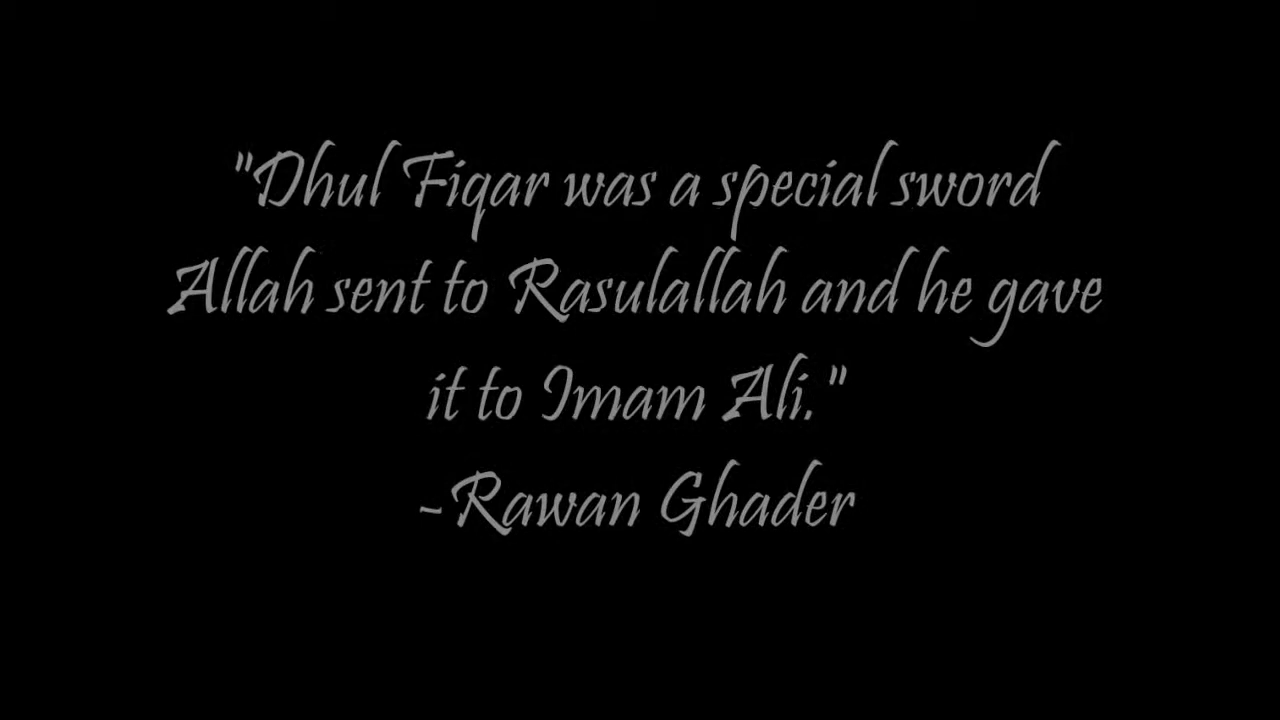 "Dhul Fiqar was a special sword
Allah sent to Rasulallah and he gave
it to Imam Ali."
-Rawan Ghader